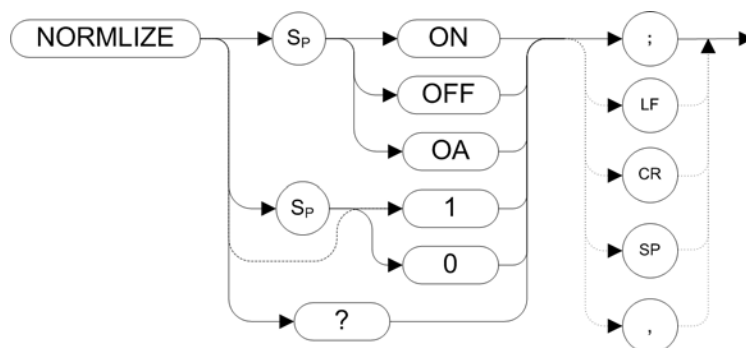 NORMLIZE
SP
ON
;
OFF
LF
OA
CR
SP
1
SP
0
?
,